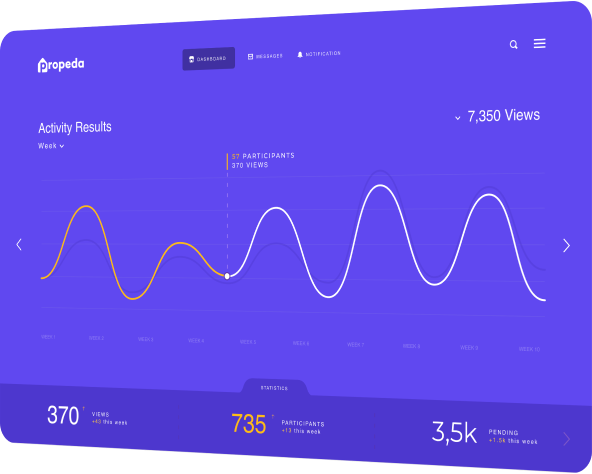 Propeda
DASHBOARD
MESSAGES
NOTIFICATION
Activity Results
Week
7,350 Views
57 PARTICIPANTS
370 VIEWS
WEEK 1
WEEK 2
WEEK 3
WEEK 4
WEEK 5
WEEK 6
WEEK 7
WEEK 8
WEEK 9
WEEK 10
STATISTICS
370
VIEWS
+43 this week
735
PARTICIPANTS
+13 this week
3,5k
PENDING
+1.5k this week